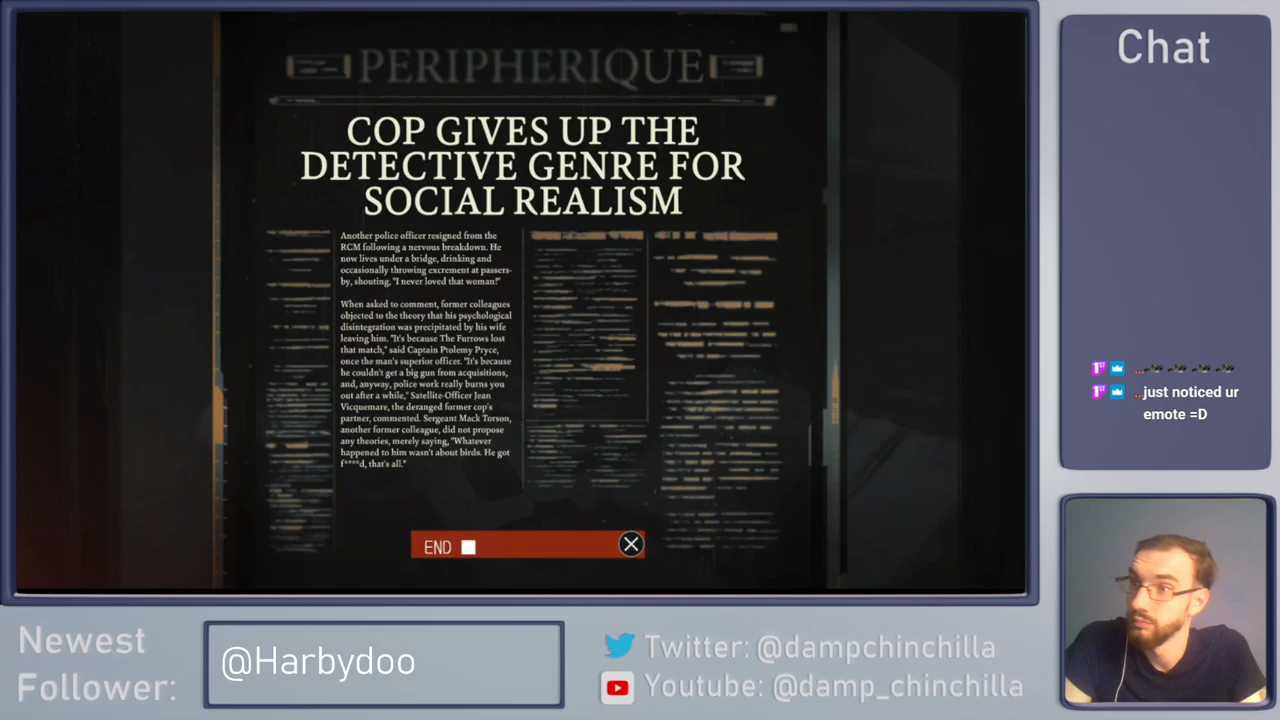 PERIPHERIQUE
COP GIVES UP THE
DETECTIVE GENRE FOR
SOCIAL REALISM
Another police officer resigned from the
RCM following a nervous breakdown. He
now lives under a bridge, drinking and
occasionally throwing excrement at passers-
by, shouting, "I never loved that woman!"
When asked to comment, former colleagues
objected to the theory that his psychological
disintegration was precipitated by his wife
leaving him. "It's because The Furrows lost
that match," said Captain Ptolemy Pryce,
once the man's superior officer. "It's because
he couldn't get a big gun from acquisitions,
and, anyway, police work really burns you
out after a while," Satellite-Officer Jean
Vicquemare, the deranged former cop's
partner, commented. Sergeant Mack Torson,
another former colleague, did not propose
any theories, merely saying, "Whatever
happened to him wasn't about birds. He got
f****d, that's all."
END
Chat
1ST ...
1ST ...just noticed ur
emote =D
Newest
Follower:
@Harbydoo
Twitter: @dampchinchilla
Youtube: @damp_chinchilla